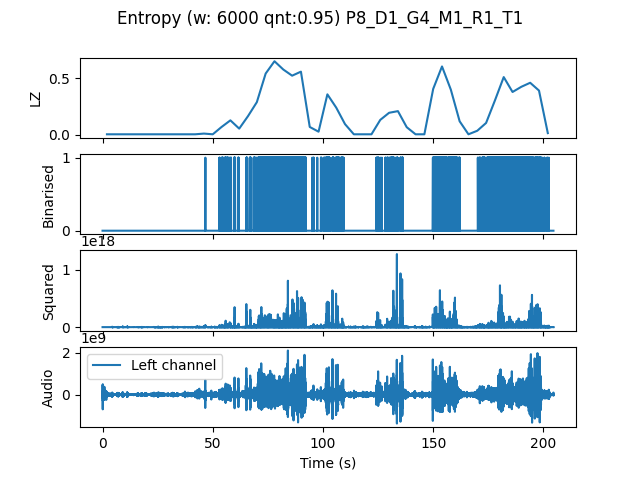 Entropy (w: 6000 qnt:0.95) P8_D1_G4_M1_R1_T1
LZ
0.5
0.0
Binarised
1
0
1e18
Squared
1
0
1e9
Audio
2
0
Left channel
0 50 100 150 200
Time (s)